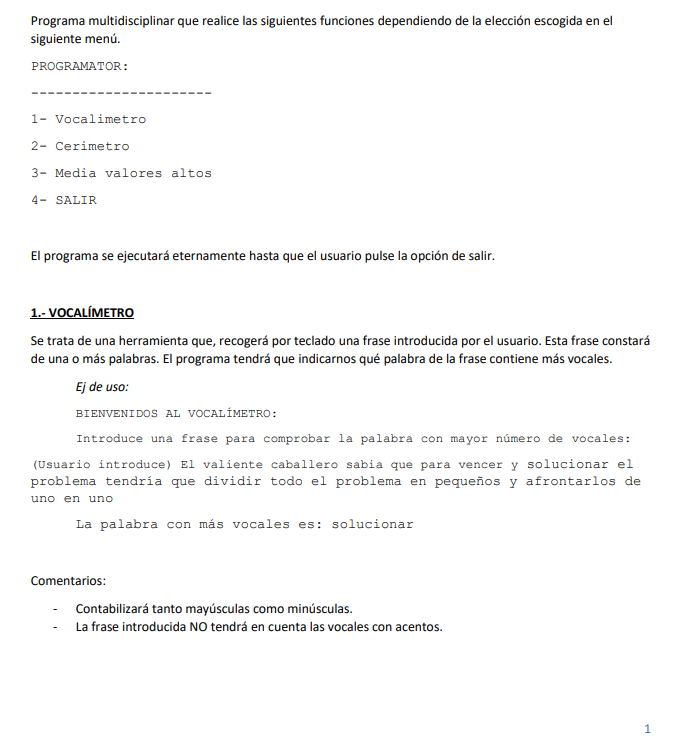 Programa multidisciplinar que realice las siguientes funciones dependiendo de la elección escogida en el
siguiente menú.
PROGRAMATOR:
----------------------
1- Vocalimetro
2- Cerimetro
3- Media valores altos
4- SALIR
El programa se ejecutará eternamente hasta que el usuario pulse la opción de salir.
1.- VOCALÍMETRO
Se trata de una herramienta que, recogerá por teclado una frase introducida por el usuario. Esta frase constará
de una o más palabras. El programa tendrá que indicarnos qué palabra de la frase contiene más vocales.
Ej de uso:
BIENVENIDOS AL VOCALÍMETRO:
Introduce una frase para comprobar la palabra con mayor número de vocales:
(Usuario introduce) El valiente caballero sabia que para vencer y solucionar el
problema tendría que dividir todo el problema en pequeños y afrontarlos de
uno en uno
La palabra con más vocales es: solucionar
Comentarios:
- Contabilizará tanto mayúsculas como minúsculas.
- La frase introducida NO tendrá en cuenta las vocales con acentos.
1